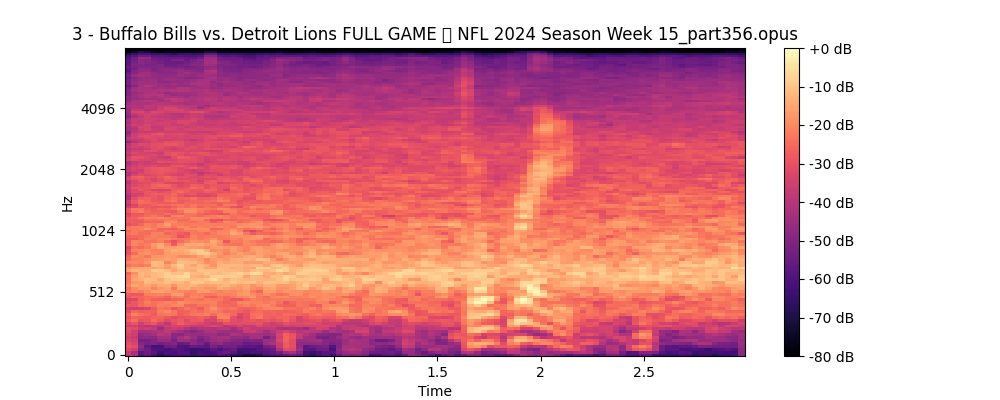 3 - Buffalo Bills vs. Detroit Lions FULL GAME ▯ NFL 2024 Season Week 15_part356.opus
+0 dB
-10 dB
-20 dB
-30 dB
-40 dB
-50 dB
-60 dB
-70 dB
-80 dB
4096
2048
1024
512
0
Hz
0
0.5
1
1.5
2
2.5
Time